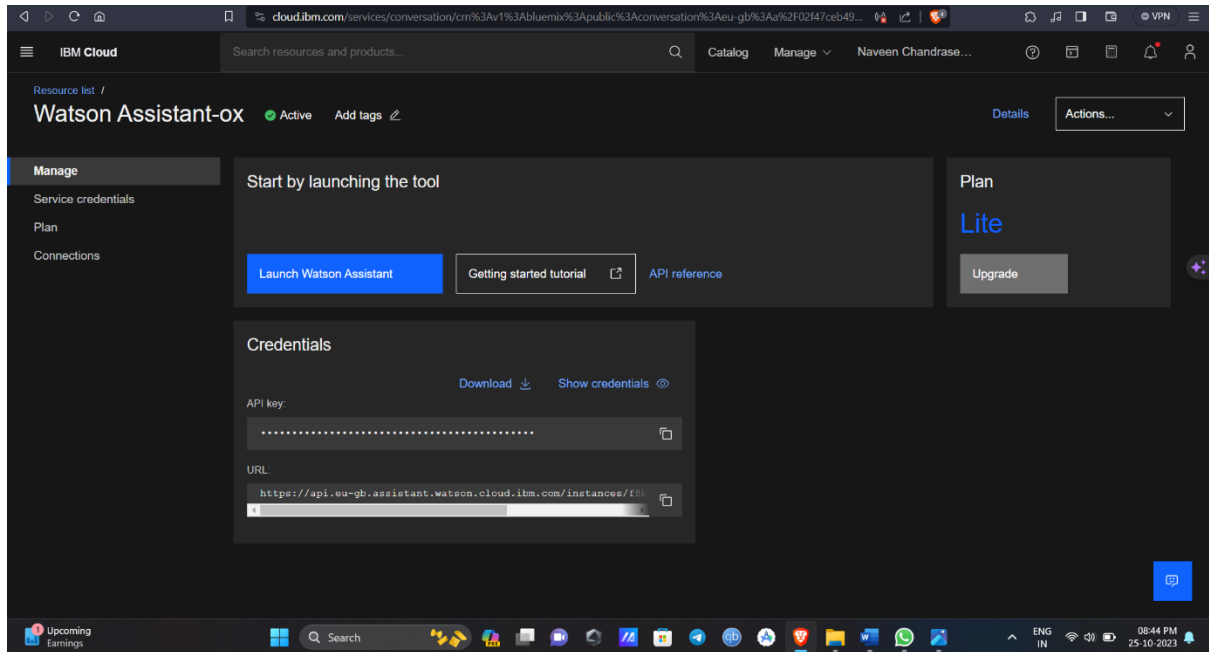 cloud.ibm.com/services/conversation/crn%3Av1%3Abluemix%3Apublic%3Aconversation%3Aeu-gb%3Aa%2F02f47ceb49...
VPN
IBM Cloud
Search resources and products...
Catalog
Manage
Naveen Chandrase...
Resource list /
Watson Assistant-ox
Active
Add tags
Details
Actions...
Manage
Service credentials
Plan
Connections
Start by launching the tool
Launch Watson Assistant
Getting started tutorial
API reference
Plan
Lite
Upgrade
Credentials
Download
Show credentials
API key:
URL:
https://api.eu-gb.assistant.watson.cloud.ibm.com/instances/f8b
1
Upcoming
Earnings
Search
ENG
IN
08:44 PM
25-10-2023